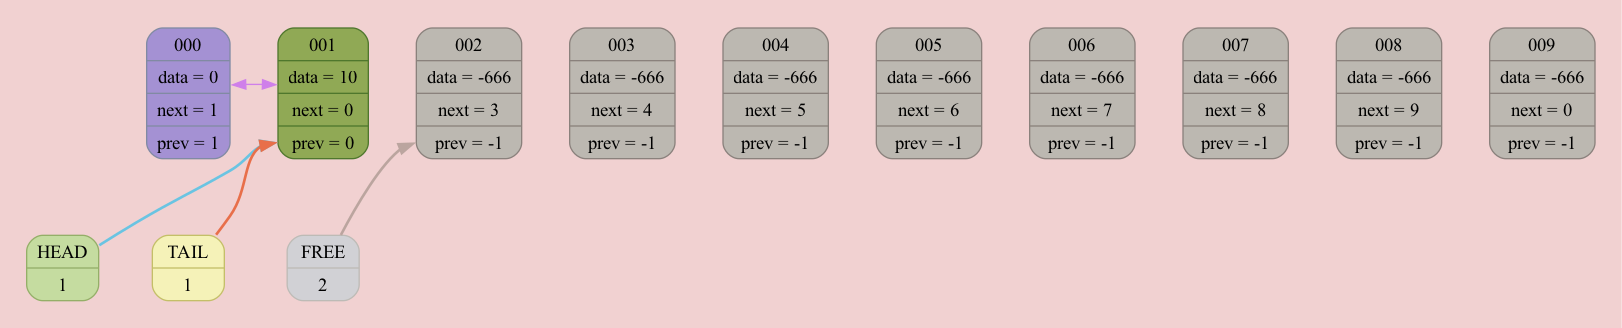 000
data = 0
next = 1
prev = 1
001
data = 10
next = 0
prev = 0
002
data = -666
next = 3
prev = -1
003
data = -666
next = 4
prev = -1
004
data = -666
next = 5
prev = -1
005
data = -666
next = 6
prev = -1
006
data = -666
next = 7
prev = -1
007
data = -666
next = 8
prev = -1
008
data = -666
next = 9
prev = -1
009
data = -666
next = 0
prev = -1
HEAD
1
TAIL
1
FREE
2